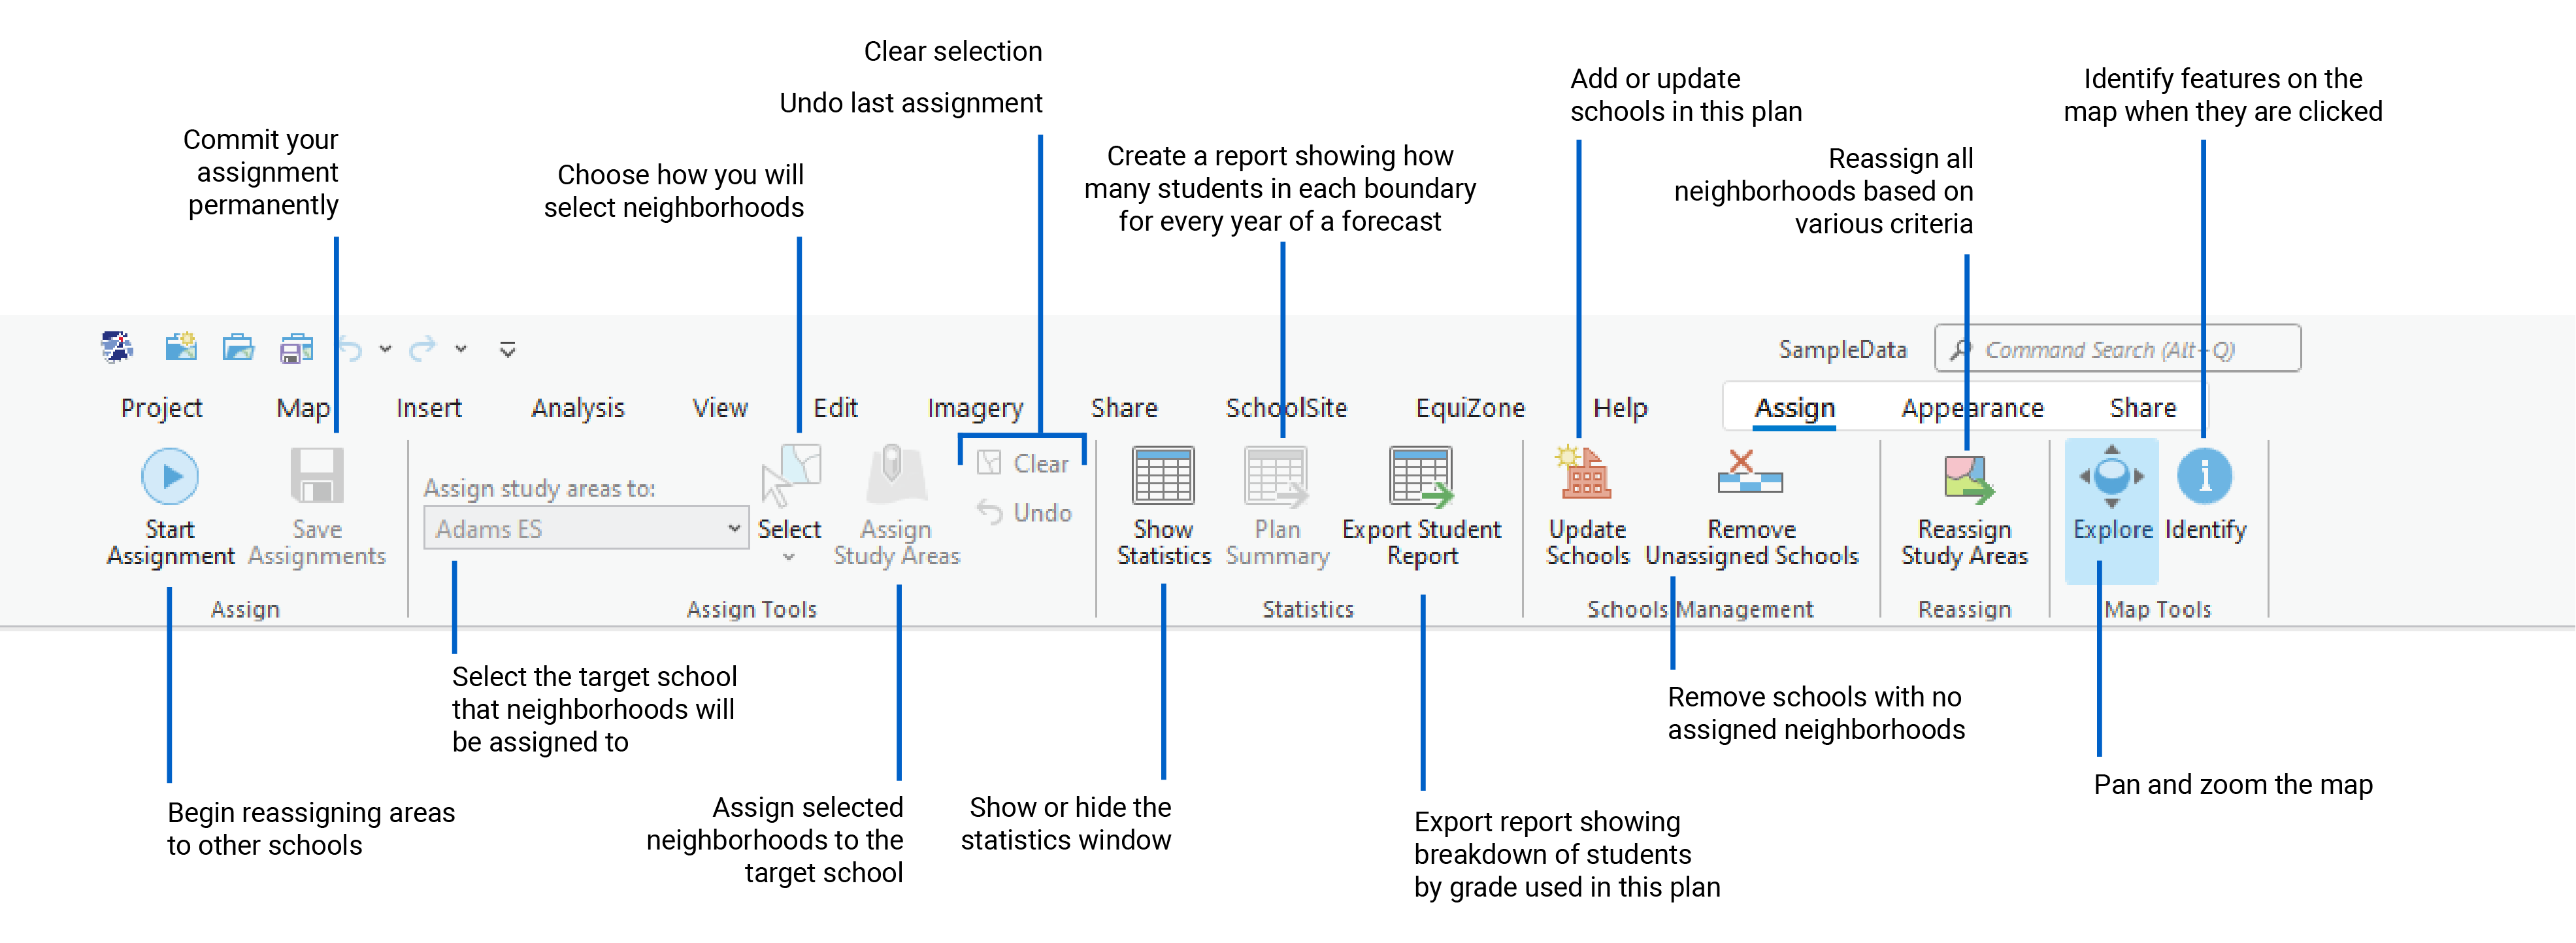 Clear selection
Undo last assignment
Commit your
assignment
permanently
Choose how you will
select neighborhoods
Create a report showing how
many students in each boundary
for every year of a forecast
Add or update
schools in this plan
Reassign all
neighborhoods based on
various criteria
Identify features on the
map when they are clicked
SampleData
Command Search (Alt+Q)
Project Map Insert Analysis View Edit Imagery Share SchoolSite EquiZone Help Assign Appearance Share
Start
Assignment
Save
Assignments
Assign
Assign study areas to:
Adams ES
Select
Assign
Study Areas
Clear
Undo
Assign Tools
Show
Statistics
Plan
Summary
Export Student
Report
Statistics
Update
Schools
Remove
Unassigned Schools
Schools Management
Reassign
Study Areas
Reassign
Explore
Identify
Map Tools
Begin reassigning areas
to other schools
Select the target school
that neighborhoods will
be assigned to
Assign selected
neighborhoods to the
target school
Show or hide the
statistics window
Export report showing
breakdown of students
by grade used in this plan
Remove schools with no
assigned neighborhoods
Pan and zoom the map